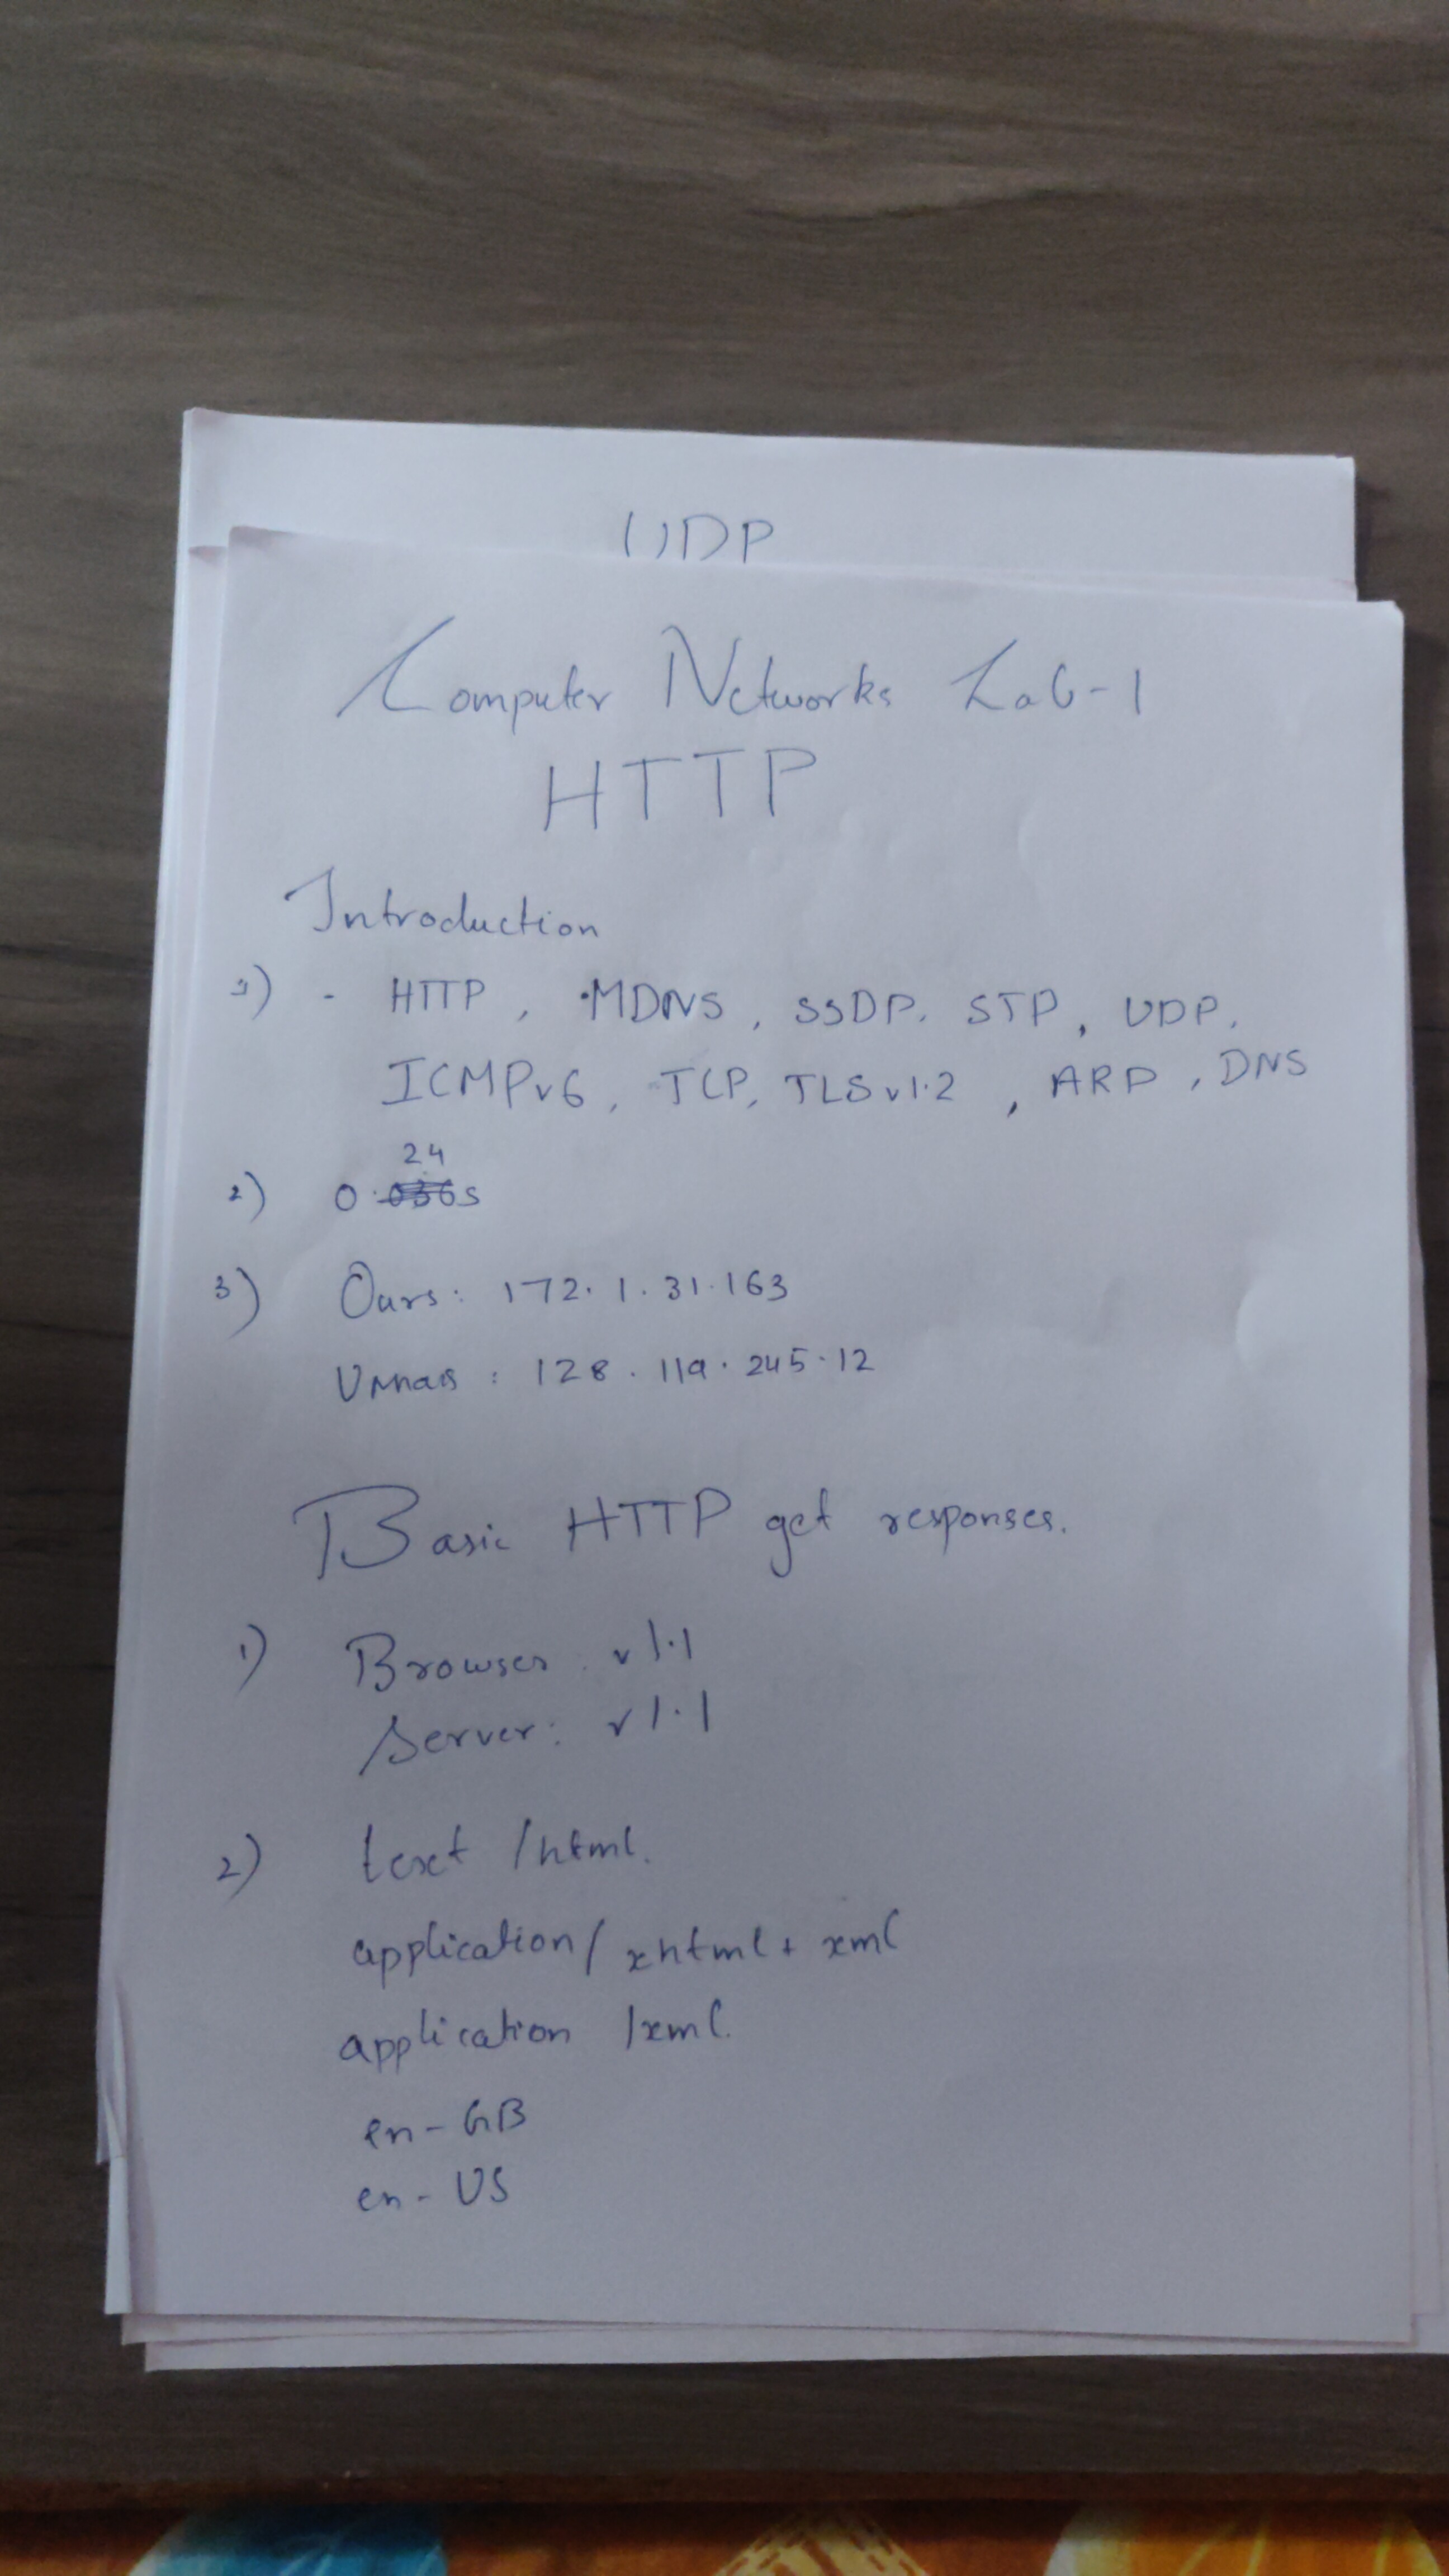 UDP
Computer Networks Lab-1
HTTP
Introduction
1) - HTTP, MDNS, SSDP, STP, UDP,
ICMPv6, TCP, TLSv1.2, ARP, DNS
24
2) 0. s
3) Ours: 172.1.31.163
: 128.119.245.12
Basic HTTP get responses.
1) Browser: v1.1
Server: v1.1
2) text/html.
application/xhtml+xml
application/xml.
en-GB
en-US